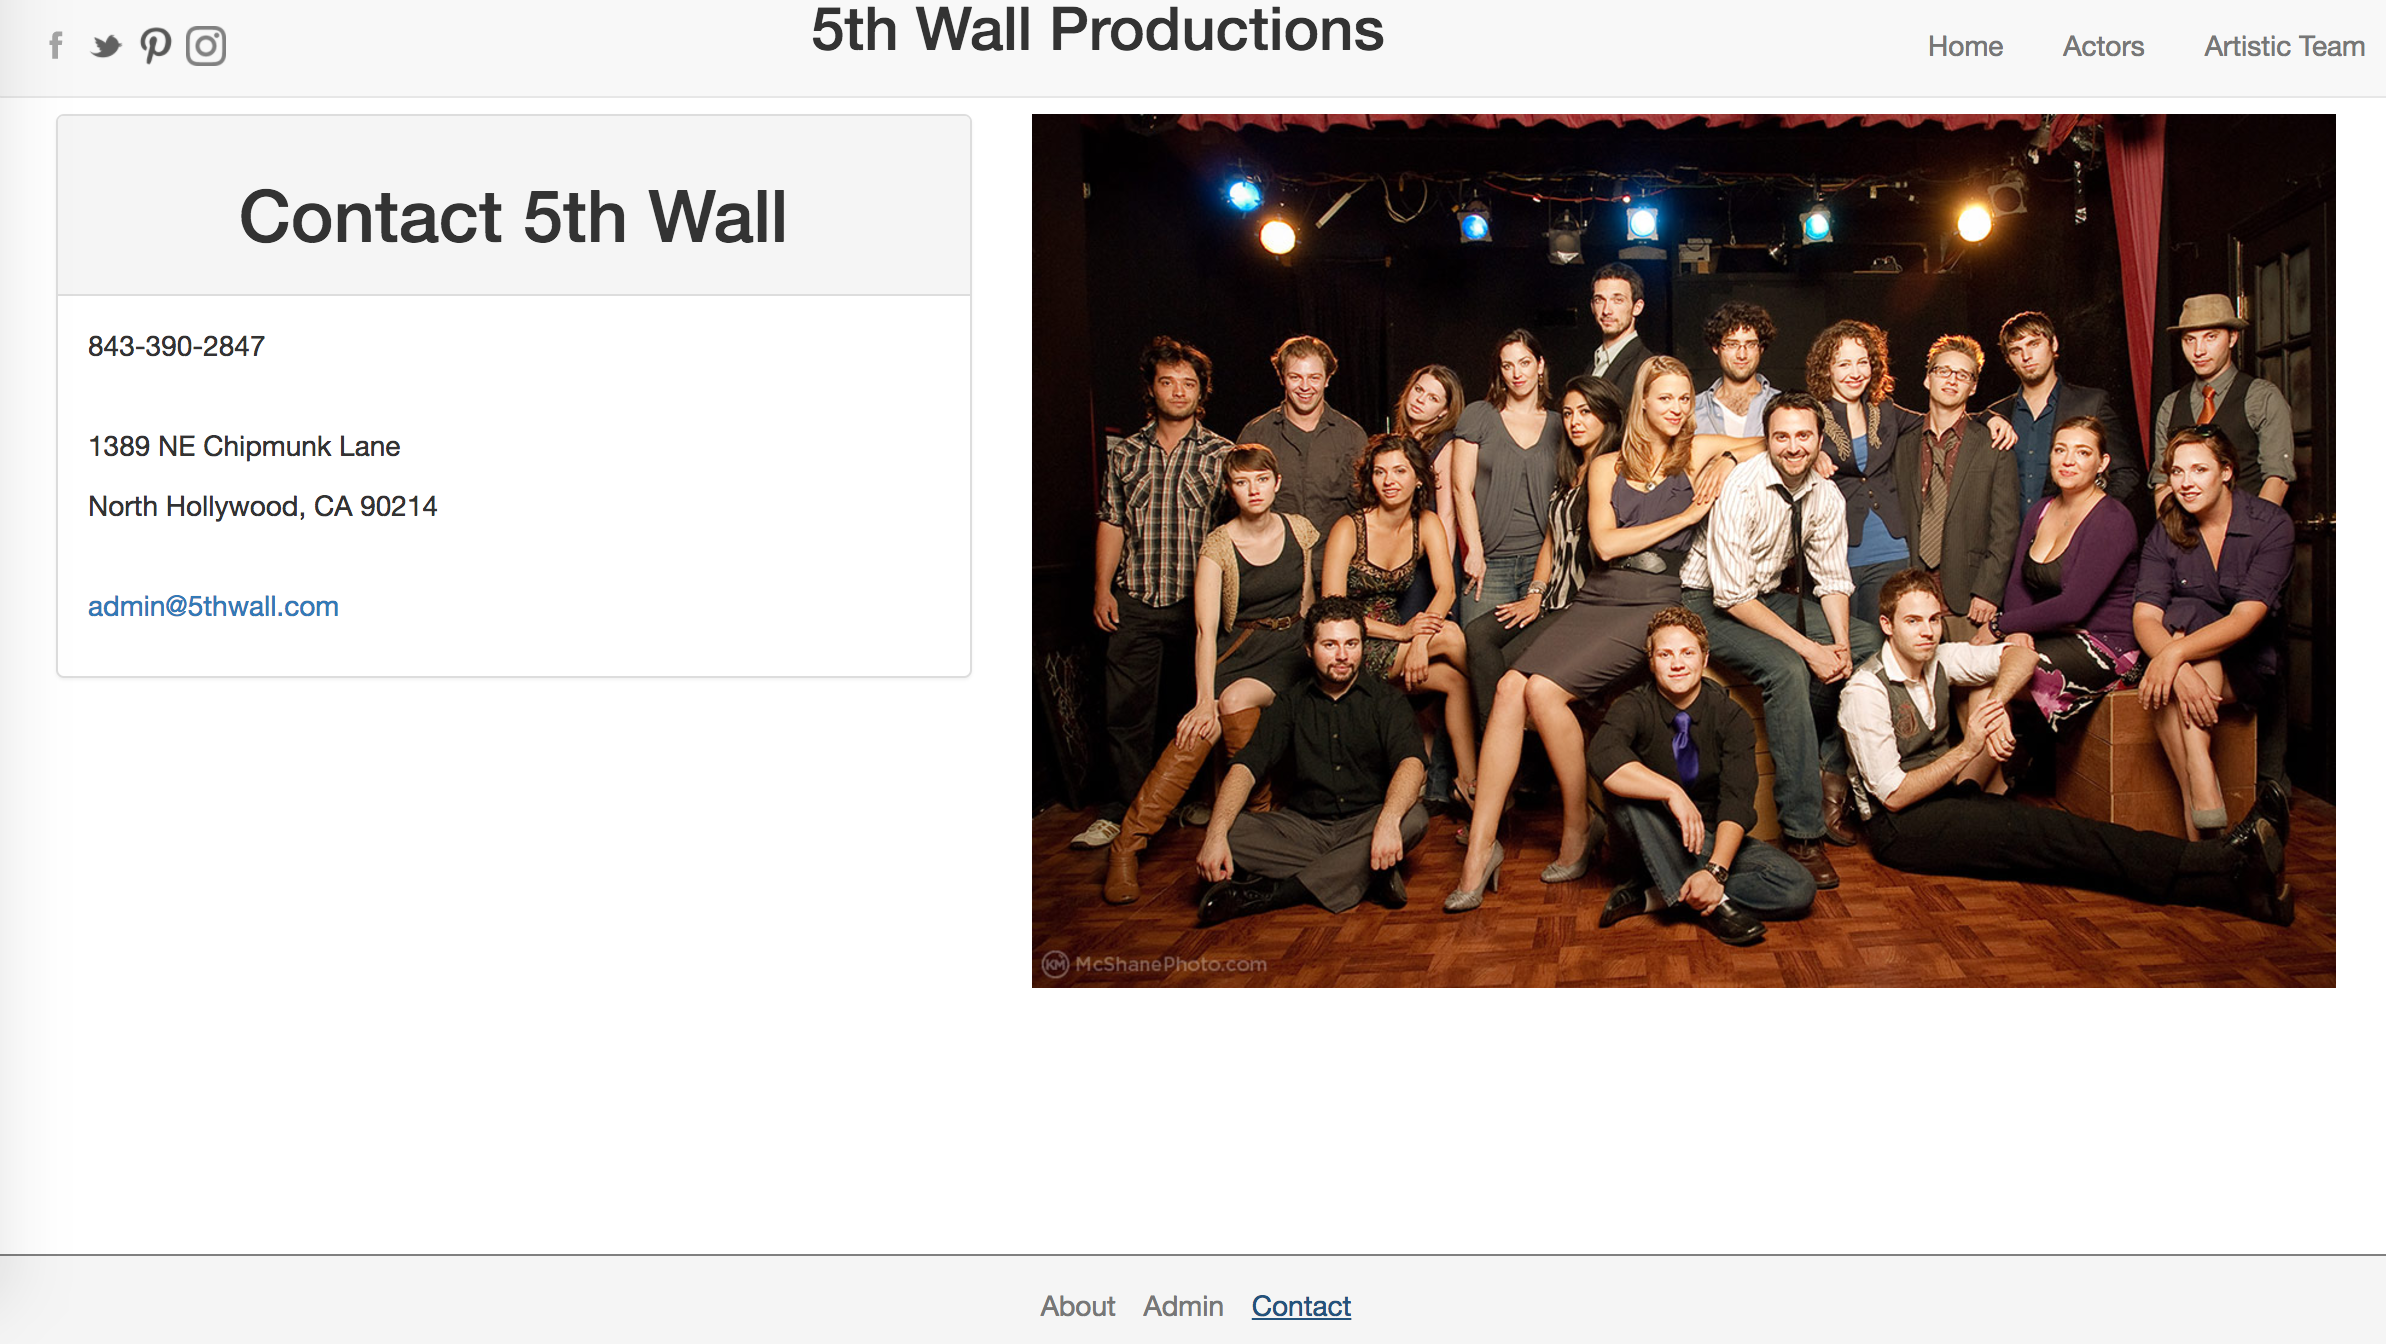 5th Wall Productions
Home Actors Artistic Team
Contact 5th Wall
843-390-2847
1389 NE Chipmunk Lane
North Hollywood, CA 90214
admin@5thwall.com
KM McShanePhoto.com
About Admin Contact